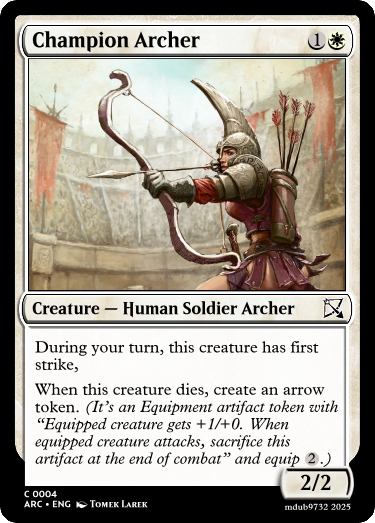 Champion Archer 1
Creature — Human Soldier Archer
During your turn, this creature has first
strike,
When this creature dies, create an arrow
token. (It's an Equipment artifact token with
“Equipped creature gets +1/+0. When
equipped creature attacks, sacrifice this
artifact at the end of combat” and equip 2.)
2/2
C 0004
ARC • ENG Tomek Larek
mdub9732 2025